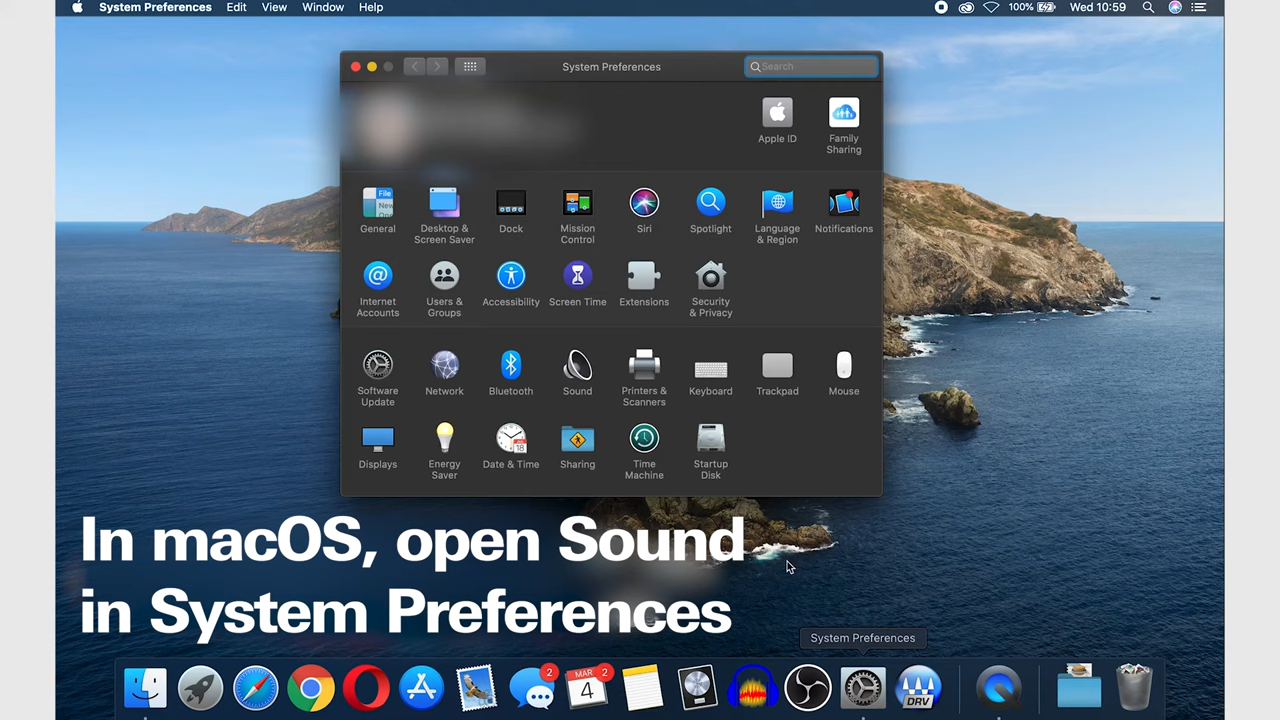 System Preferences Edit View Window Help 100% Wed 10:59
System Preferences Search
Apple ID Family Sharing
General Desktop & Screen Saver Dock Mission Control Siri Spotlight Language & Region Notifications
Internet Accounts Users & Groups Accessibility Screen Time Extensions Security & Privacy
Software Update Network Bluetooth Sound Printers & Scanners Keyboard Trackpad Mouse
Displays Energy Saver Date & Time Sharing Time Machine Startup Disk
In macOS, open Sound
in System Preferences
System Preferences
2 MAR 2 4 DRV